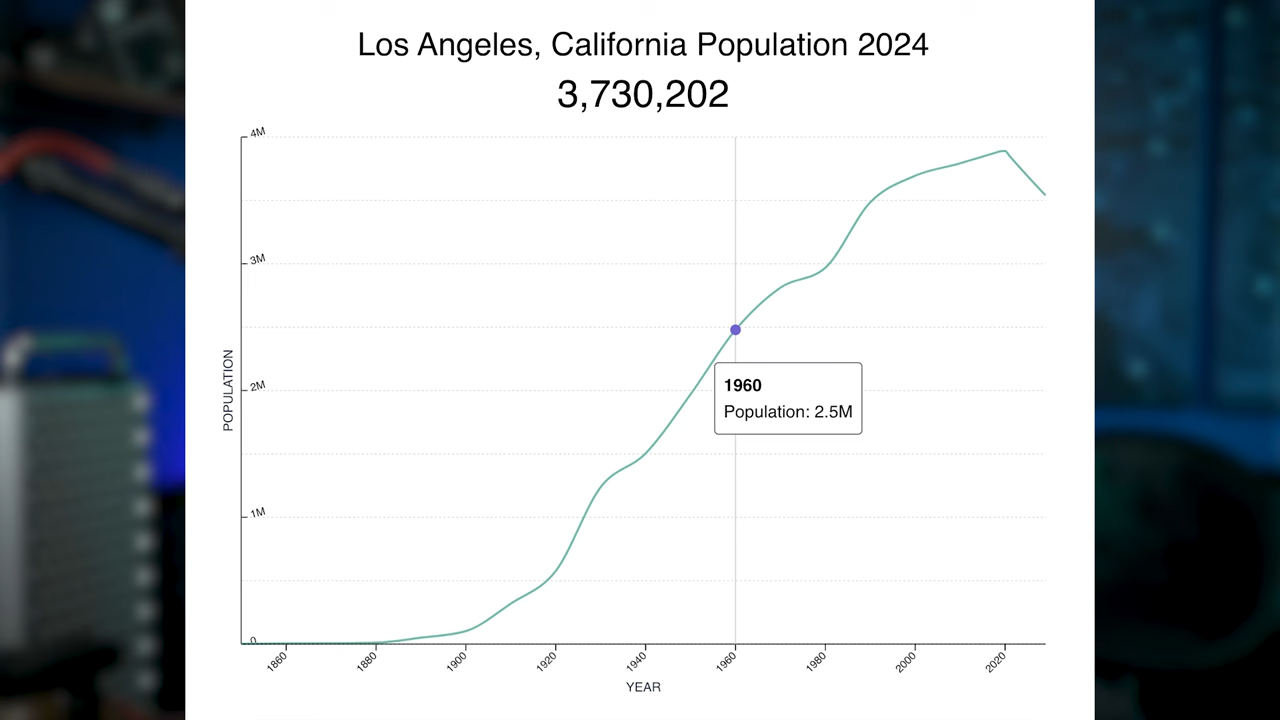 Los Angeles, California Population 2024
3,730,202
4M
3M
POPULATION
2M
1960
Population: 2.5M
1M
0
1860
1880
1900
1920
1940
1960
1980
2000
2020
YEAR